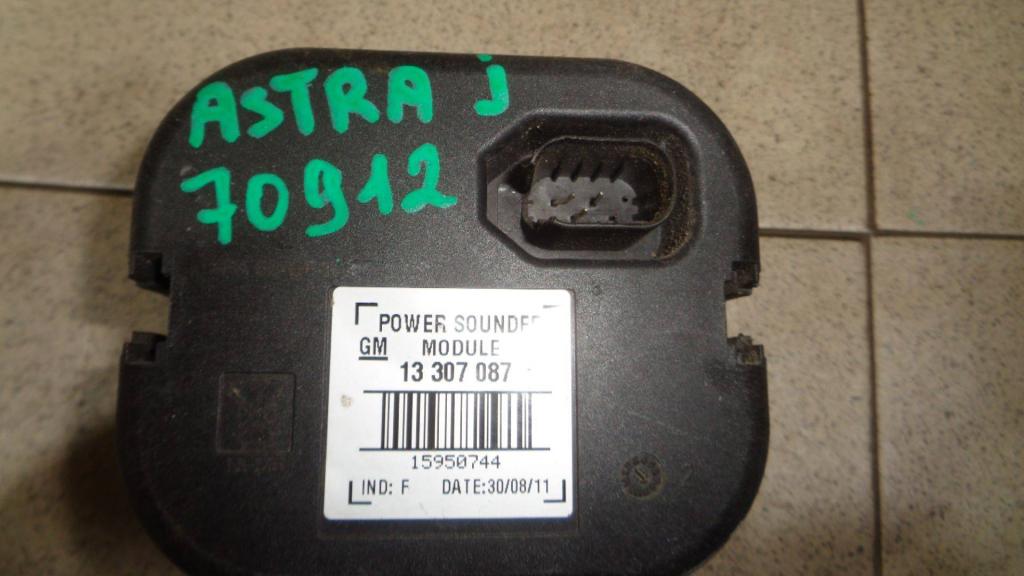 ASTRA j
70912
POWER SOUNDER
GM MODULE
13 307 087
15950744
IND: F DATE:30/08/11